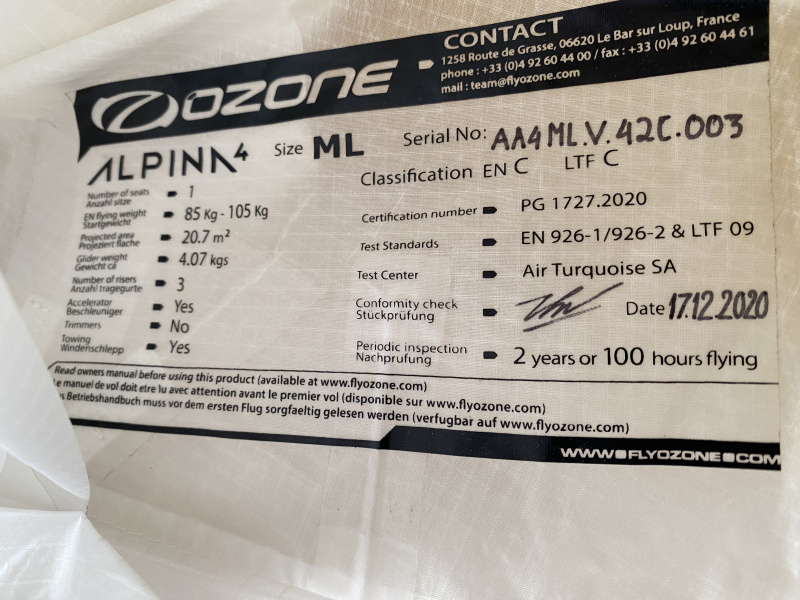 OZONE
CONTACT
1258 Route de Grasse, 06620 Le Bar sur Loup, France
phone : +33 (0)4 92 60 44 00 / fax : +33 (0)4 92 60 44 61
mail : team@flyozone.com
ALPINA4 Size ML Serial No: AA4ML.V.42C.003
Classification EN C LTF C
Number of seats 1
Anzahl sitze
EN flying weight 85 Kg - 105 Kg
Startgewicht
Projected area 20.7 m²
Projeziert flache
Glider weight 4.07 kgs
Gewicht ca
Number of risers 3
Anzahl tragegurte
Accelerator Yes
Beschleuniger
Trimmers No
Towing Yes
Windenschlepp
Certification number PG 1727.2020
Test Standards EN 926-1/926-2 & LTF 09
Test Center Air Turquoise SA
Conformity check Date 17.12.2020
Stückprüfung
Periodic inspection 2 years or 100 hours flying
Nachprufung
Read owners manual before using this product (available at www.flyozone.com)
e manuel de vol doit etre lu avec attention avant le premier vol (disponible sur www.flyozone.com)
s Betriebshandbuch muss vor dem ersten Flug sorgfaeltig gelesen werden (verfugbar auf www.flyozone.com)
WWW.FLYOZONE.COM